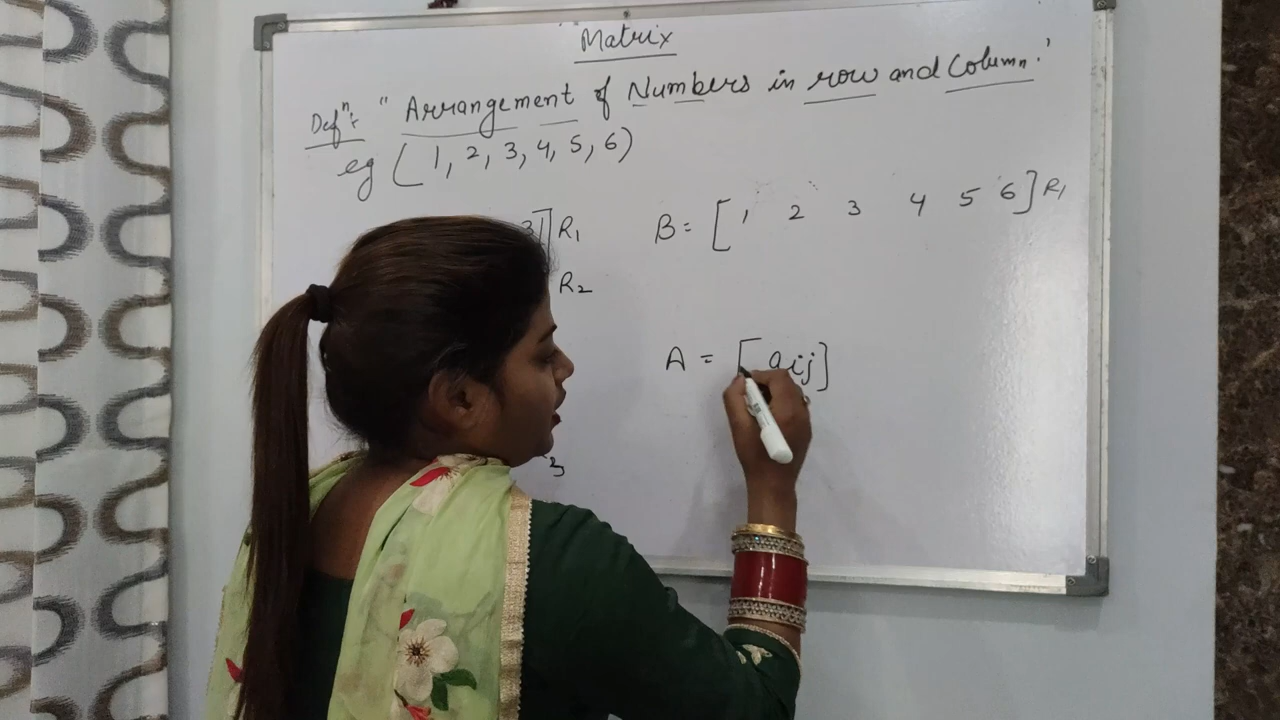 Matrix
Defⁿ: " Arrangement of Numbers in row and Column."
eg ( 1, 2, 3, 4, 5, 6)
3] R₁
B = [ 1 2 3 4 5 6 ] R₁
R₂
A = [ aij ]
3